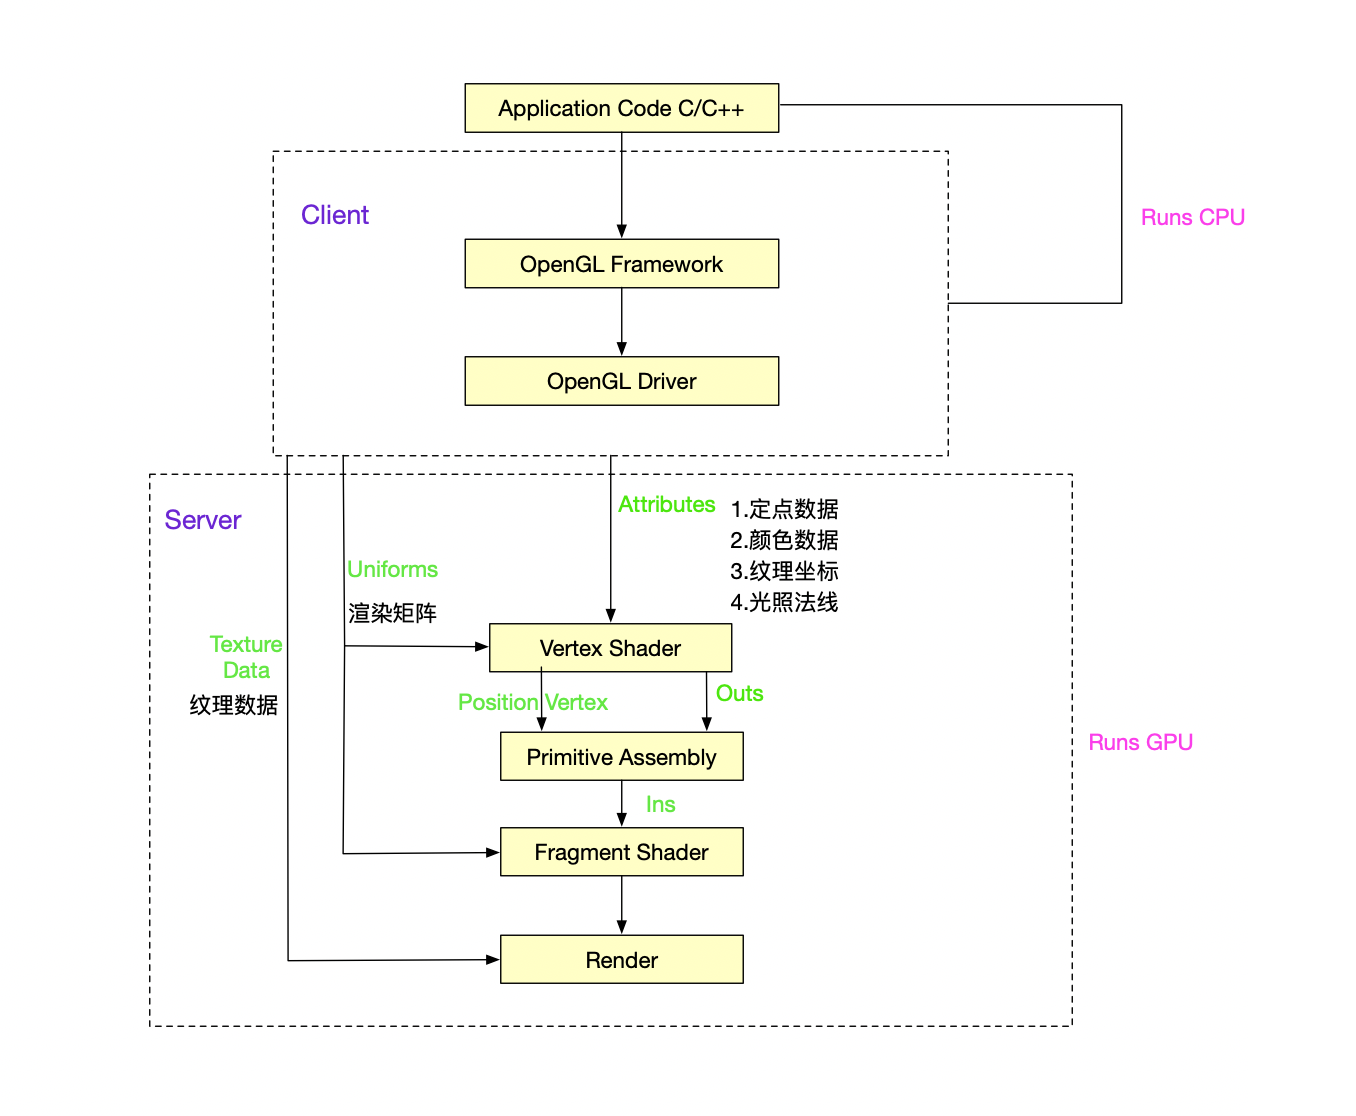 Application Code C/C++
Client
Runs CPU
OpenGL Framework
OpenGL Driver
Server
Attributes
1.定点数据
2.颜色数据
3.纹理坐标
4.光照法线
Uniforms
渲染矩阵
Texture
Data
纹理数据
Vertex Shader
Position Vertex
Outs
Primitive Assembly
Runs GPU
Ins
Fragment Shader
Render